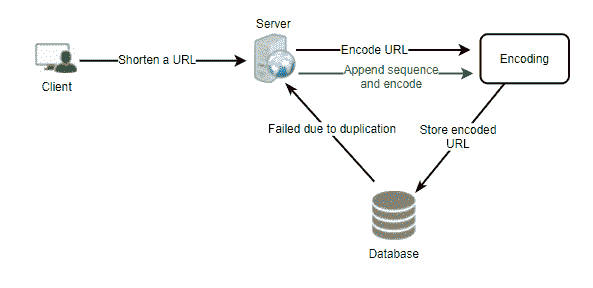 Server
Shorten a URL
Client
Encode URL
Append sequence
and encode
Encoding
Failed due to duplication
Store encoded
URL
Database